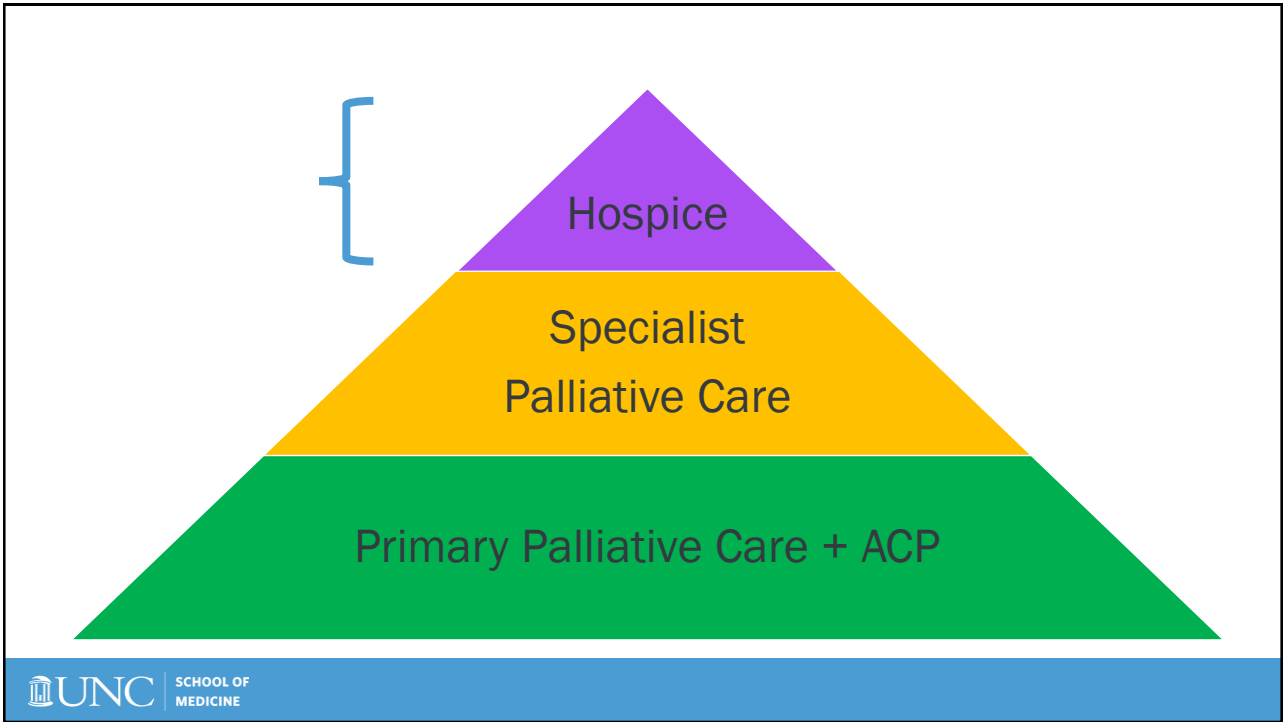 Hospice
Specialist
Palliative Care
Primary Palliative Care + ACP
UNC
SCHOOL OF
MEDICINE